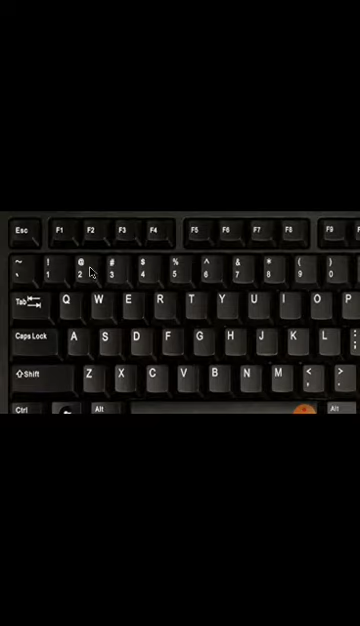 Esc F1 F2 F3 F4 F5 F6 F7 F8 F9
~ ! @ # $ % ^ & * ( )
` 1 2 3 4 5 6 7 8 9 0
Tab Q W E R T Y U I O P
Caps Lock A S D F G H J K L :
;
Shift Z X C V B N M < >
, .
Ctrl Alt Alt